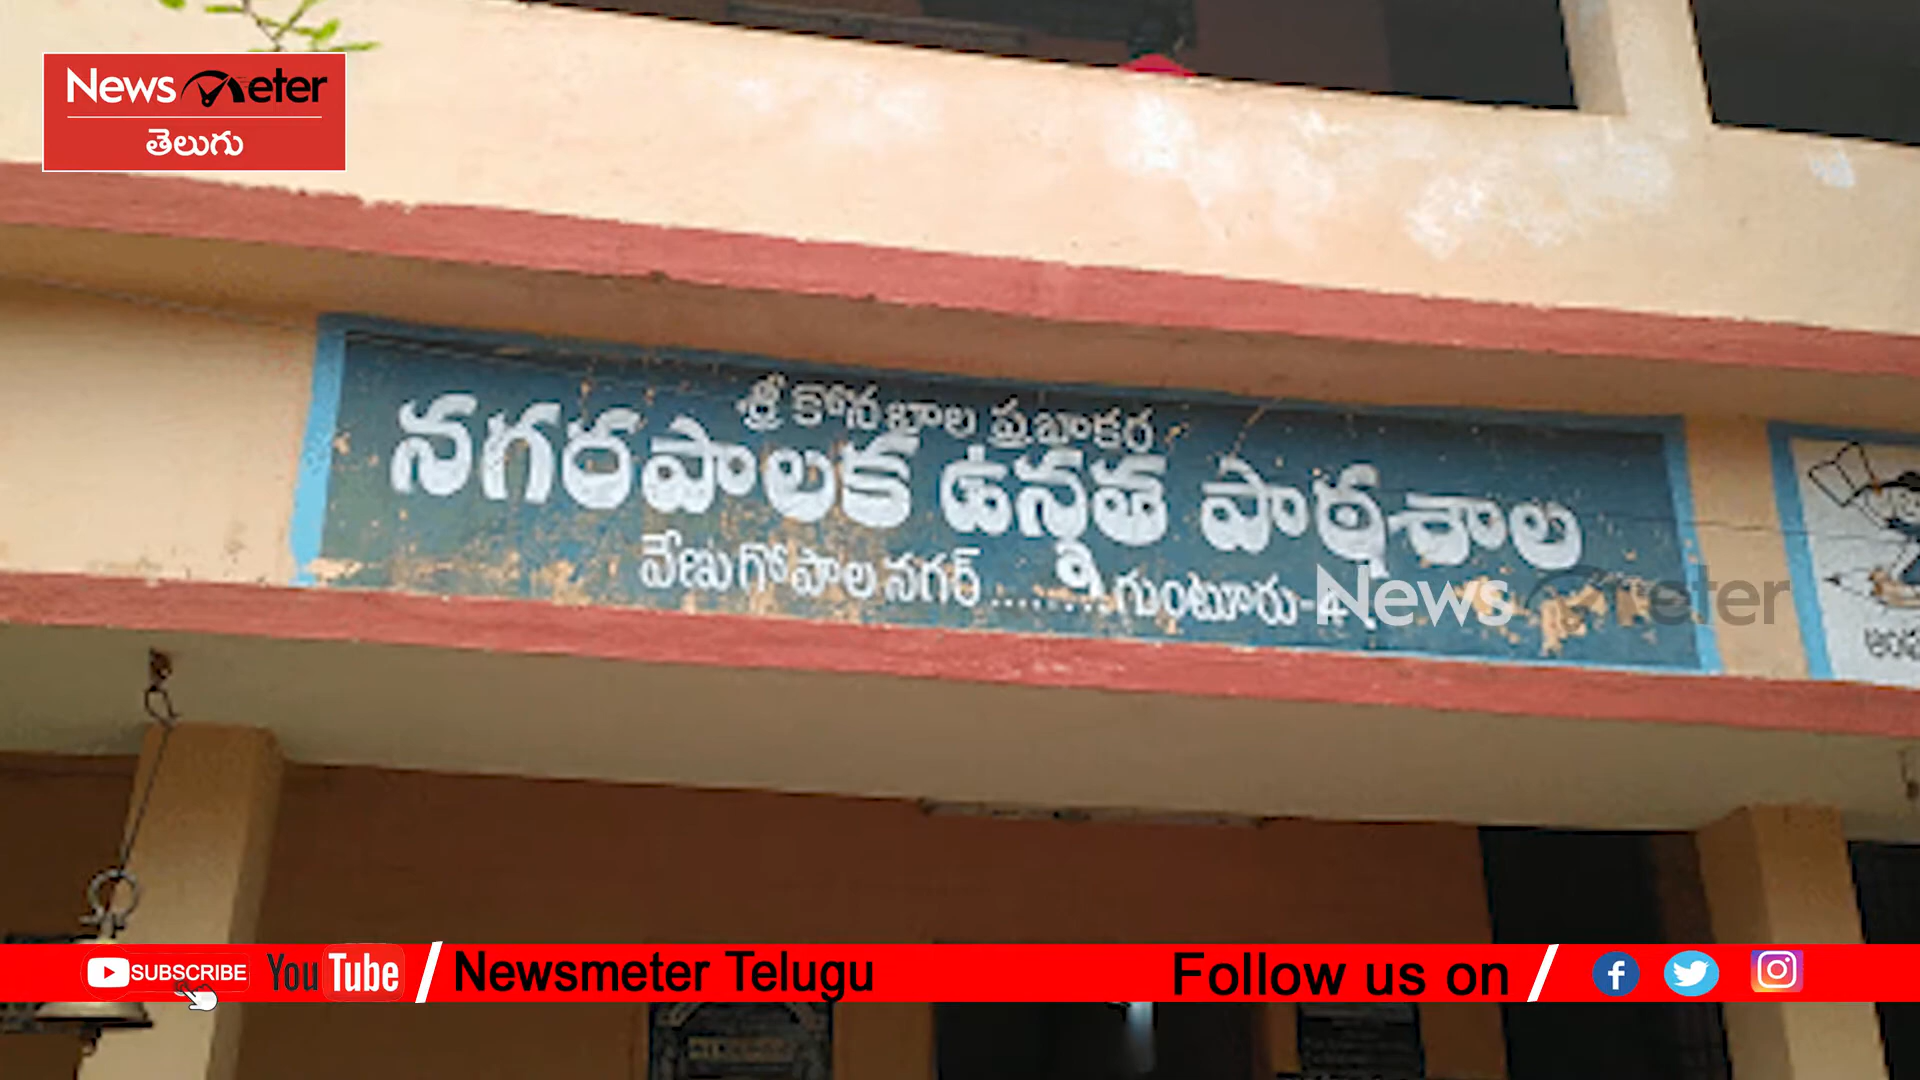 News Meter
తెలుగు
శ్రీ కోనబాల ప్రభాకర
నగరపాలక ఉన్నత పాఠశాల
వేణుగోపాల నగర్ ........ గుంటూరు-4.
News Meter
SUBSCRIBE YouTube / Newsmeter Telugu
Follow us on /